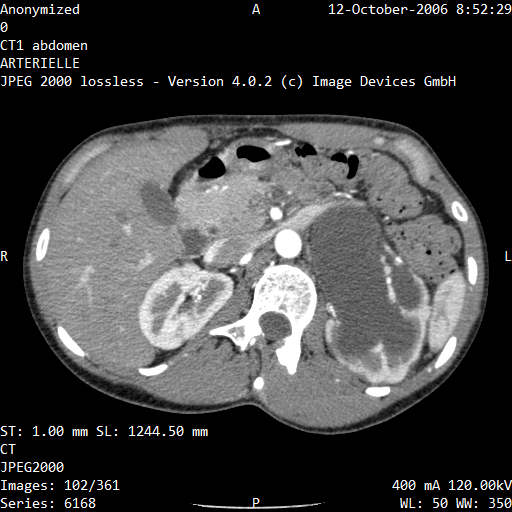 Anonymized A 12-October-2006 8:52:29
0
CT1 abdomen
ARTERIELLE
JPEG 2000 lossless - Version 4.0.2 (c) Image Devices GmbH
R L
ST: 1.00 mm SL: 1244.50 mm
CT
JPEG2000
Images: 102/361 400 mA 120.00kV
Series: 6168 P WL: 50 WW: 350